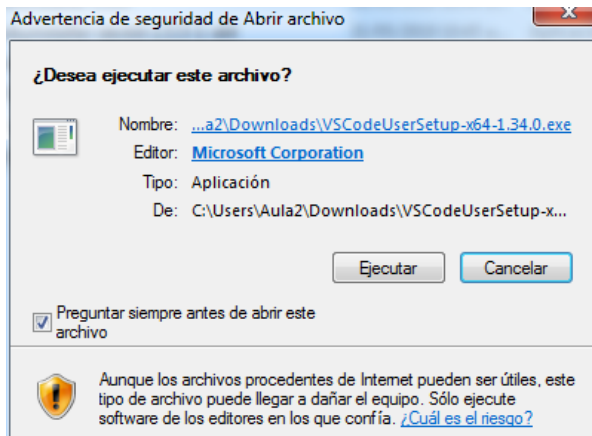 Advertencia de seguridad de Abrir archivo
¿Desea ejecutar este archivo?
Nombre: ...a2\Downloads\VSCodeUserSetup-x64-1.34.0.exe
Editor: Microsoft Corporation
Tipo: Aplicación
De: C:\Users\Aula2\Downloads\VSCodeUserSetup-x...
Ejecutar Cancelar
Preguntar siempre antes de abrir este
archivo
Aunque los archivos procedentes de Internet pueden ser útiles, este
tipo de archivo puede llegar a dañar el equipo. Sólo ejecute
software de los editores en los que confía. ¿Cuál es el riesgo?